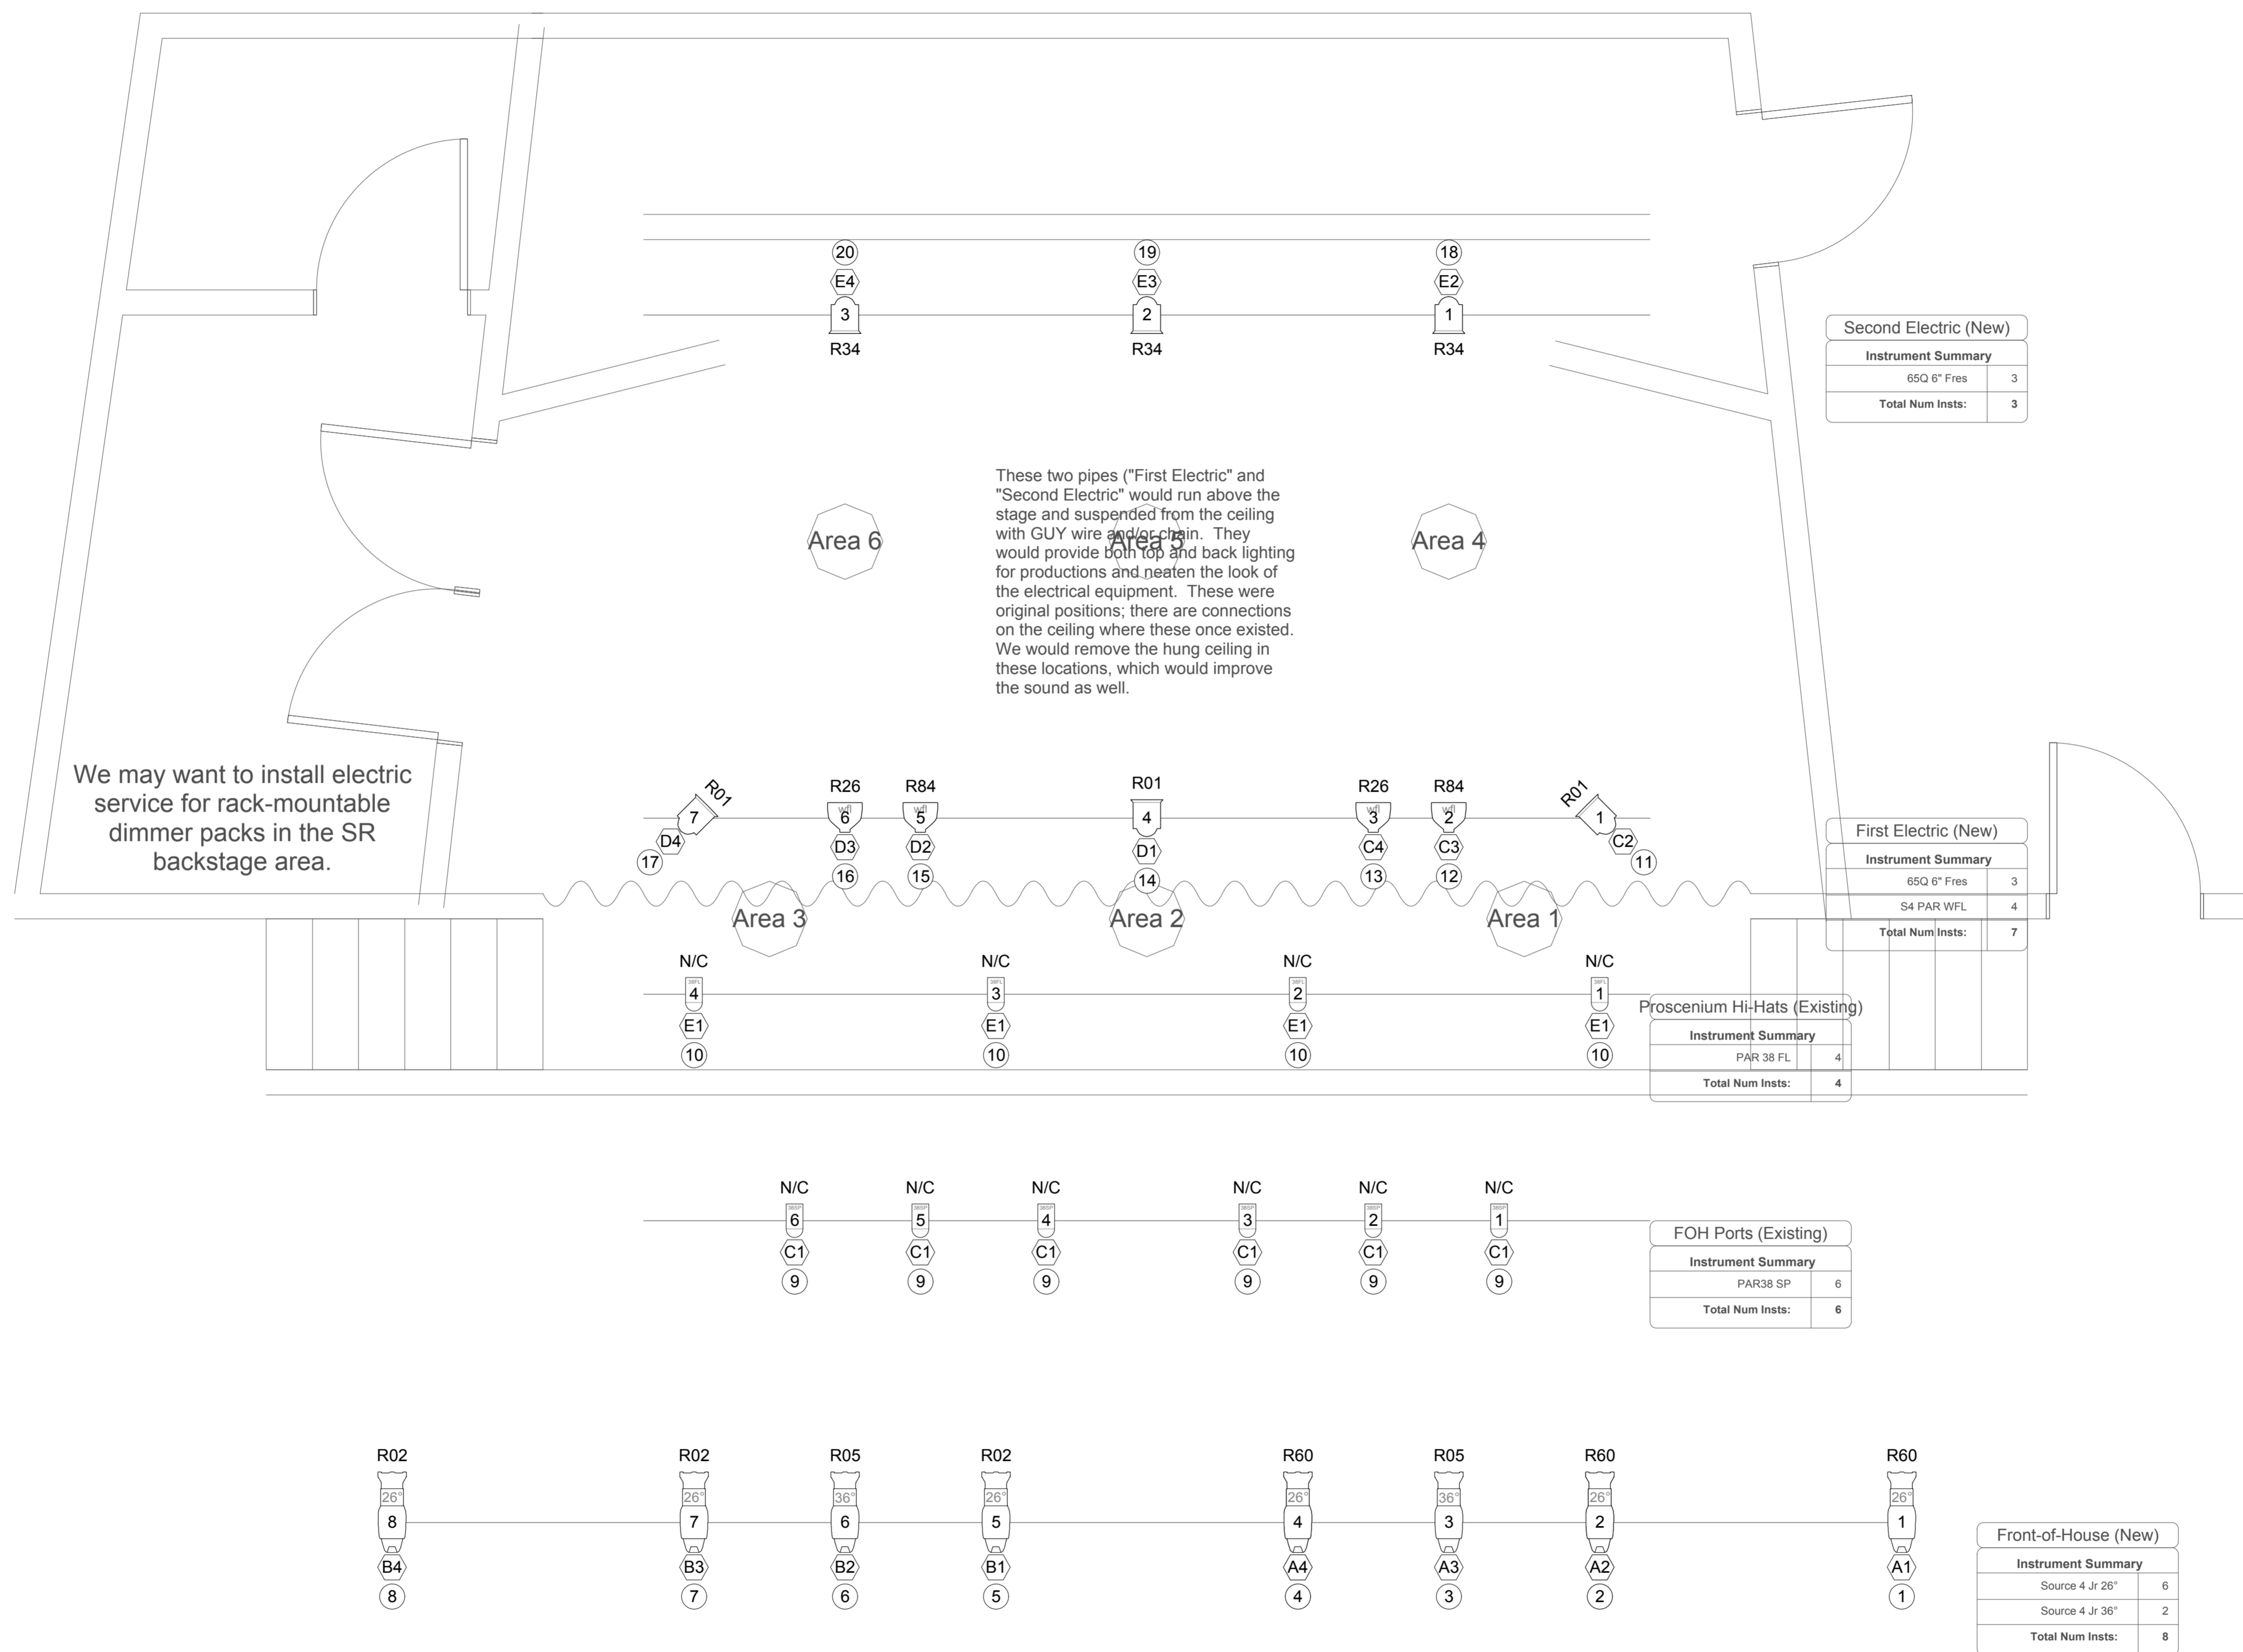 20 19 18
E4 E3 E2
3 2 1
R34 R34 R34
Second Electric (New)
Instrument Summary
65Q 6" Fres 3
Total Num Insts: 3
These two pipes ("First Electric" and
"Second Electric" would run above the
stage and suspended from the ceiling
with GUY wire and/or chain. They
would provide both top and back lighting
for productions and neaten the look of
the electrical equipment. These were
original positions; there are connections
on the ceiling where these once existed.
We would remove the hung ceiling in
these locations, which would improve
the sound as well.
Area 6 Area 5 Area 4
We may want to install electric
service for rack-mountable
dimmer packs in the SR
backstage area.
R01 R26 R84 R01 R26 R84 R01
wfl wfl wfl wfl
7 6 5 4 3 2 1
D4 D3 D2 D1 C4 C3 C2
17 16 15 14 13 12 11
First Electric (New)
Instrument Summary
65Q 6" Fres 3
S4 PAR WFL 4
Total Num Insts: 7
Area 3 Area 2 Area 1
N/C N/C N/C N/C
38FL 38FL 38FL 38FL
4 3 2 1
E1 E1 E1 E1
10 10 10 10
Proscenium Hi-Hats (Existing)
Instrument Summary
PAR 38 FL 4
Total Num Insts: 4
N/C N/C N/C N/C N/C N/C
38SP 38SP 38SP 38SP 38SP 38SP
6 5 4 3 2 1
C1 C1 C1 C1 C1 C1
9 9 9 9 9 9
FOH Ports (Existing)
Instrument Summary
PAR38 SP 6
Total Num Insts: 6
R02 R02 R05 R02 R60 R05 R60 R60
26° 26° 36° 26° 26° 36° 26° 26°
8 7 6 5 4 3 2 1
B4 B3 B2 B1 A4 A3 A2 A1
8 7 6 5 4 3 2 1
Front-of-House (New)
Instrument Summary
Source 4 Jr 26° 6
Source 4 Jr 36° 2
Total Num Insts: 8